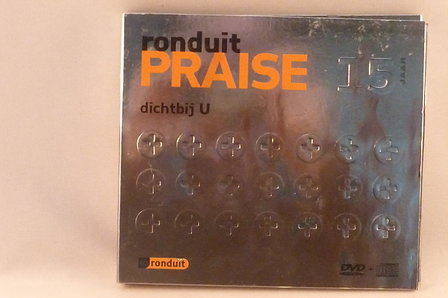 ronduit
PRAISE 15 JAAR
dichtbij U
ronduit
DVD